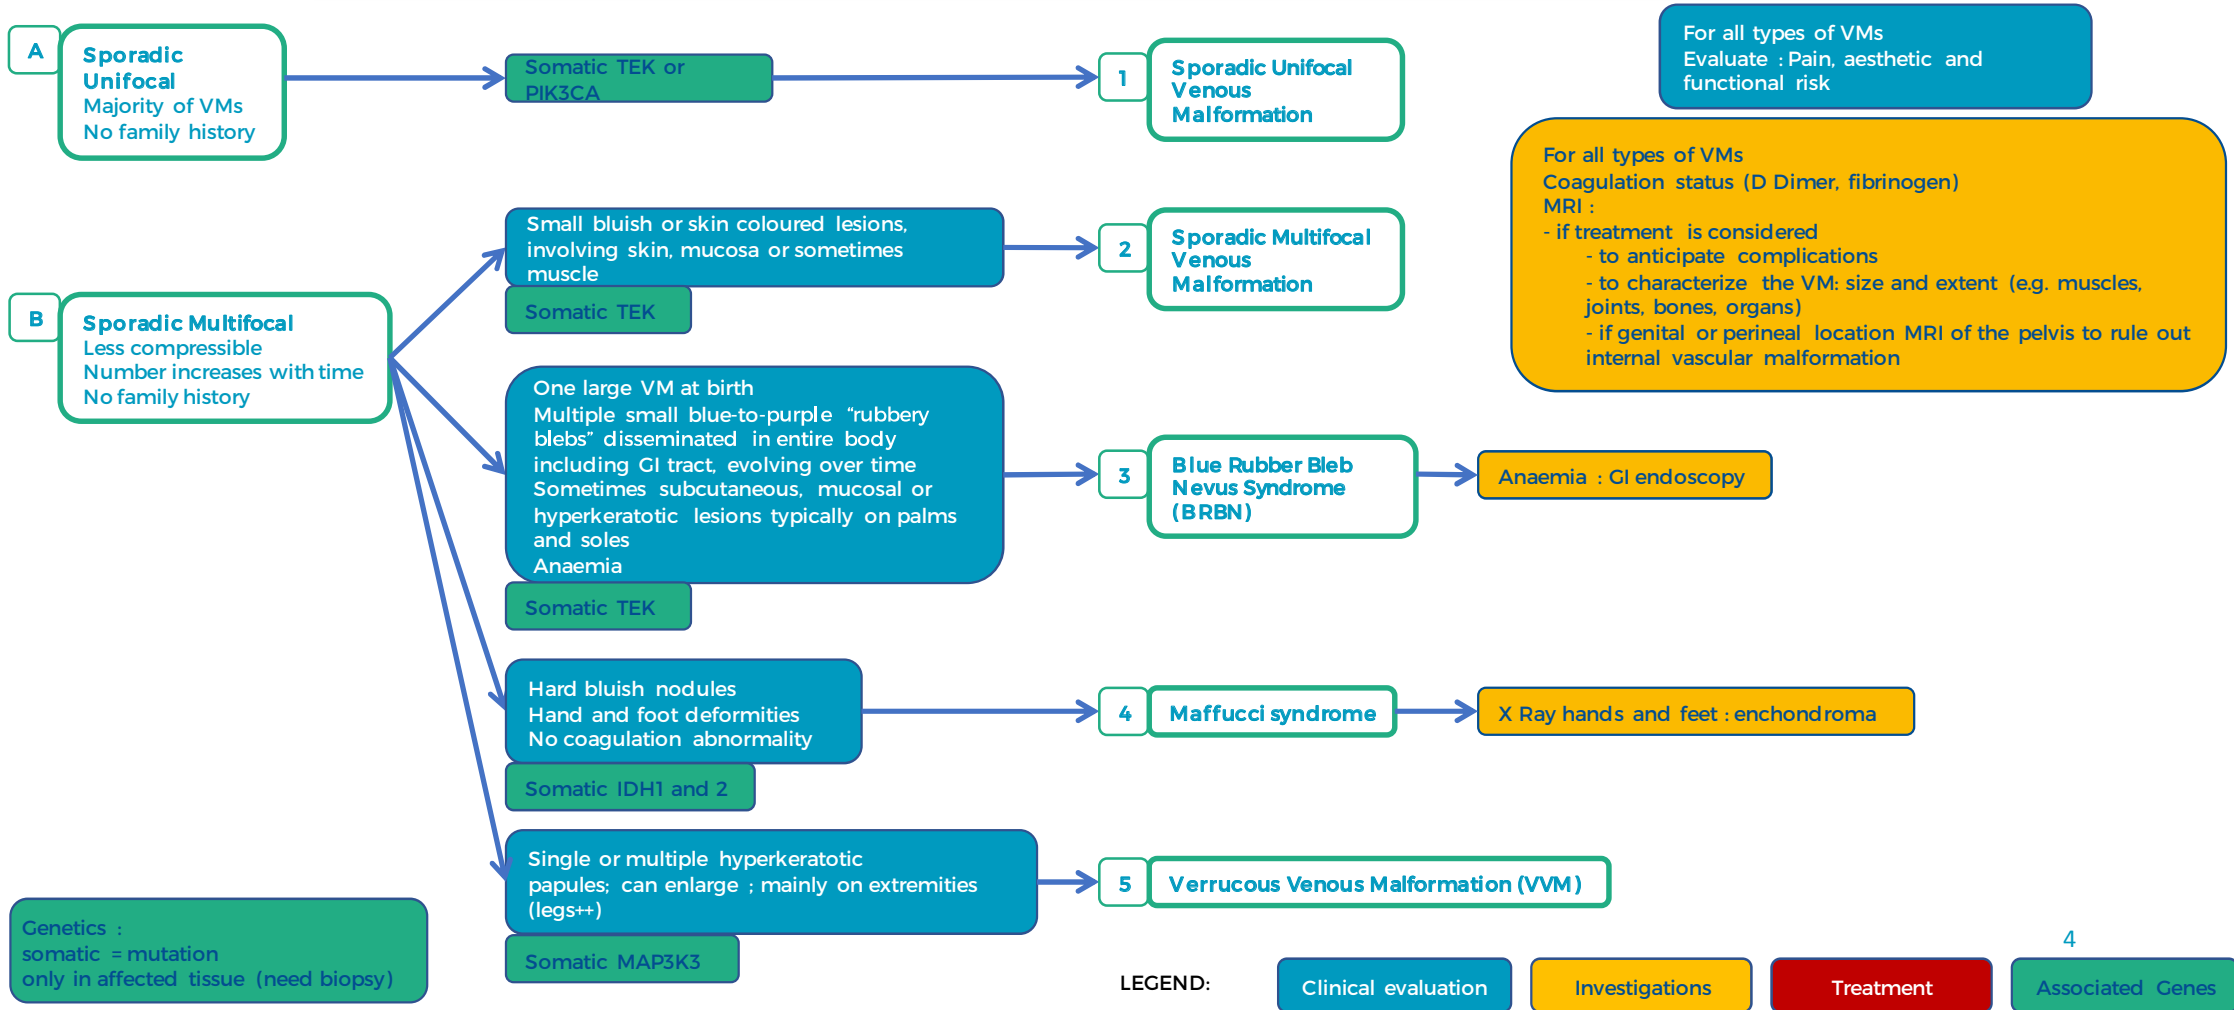 A
Sporadic
Unifocal
Majority of VMs
No family history
Somatic TEK or
PIK3CA
1
Sporadic Unifocal
Venous
Malformation
For all types of VMs
Evaluate : Pain, aesthetic and
functional risk
For all types of VMs
Coagulation status (D Dimer, fibrinogen)
MRI :
- if treatment is considered
- to anticipate complications
- to characterize the VM: size and extent (e.g. muscles,
joints, bones, organs)
- if genital or perineal location MRI of the pelvis to rule out
internal vascular malformation
B
Sporadic Multifocal
Less compressible
Number increases with time
No family history
Small bluish or skin coloured lesions,
involving skin, mucosa or sometimes
muscle
Somatic TEK
2
Sporadic Multifocal
Venous
Malformation
One large VM at birth
Multiple small blue-to-purple “rubbery
blebs” disseminated in entire body
including GI tract, evolving over time
Sometimes subcutaneous, mucosal or
hyperkeratotic lesions typically on palms
and soles
Anaemia
Somatic TEK
3
Blue Rubber Bleb
Nevus Syndrome
(BRBN)
Anaemia : GI endoscopy
Hard bluish nodules
Hand and foot deformities
No coagulation abnormality
Somatic IDH1 and 2
4
Maffucci syndrome
X Ray hands and feet : enchondroma
Single or multiple hyperkeratotic
papules; can enlarge ; mainly on extremities
(legs++)
Somatic MAP3K3
5
Verrucous Venous Malformation (VVM)
Genetics :
somatic = mutation
only in affected tissue (need biopsy)
4
LEGEND:
Clinical evaluation
Investigations
Treatment
Associated Genes